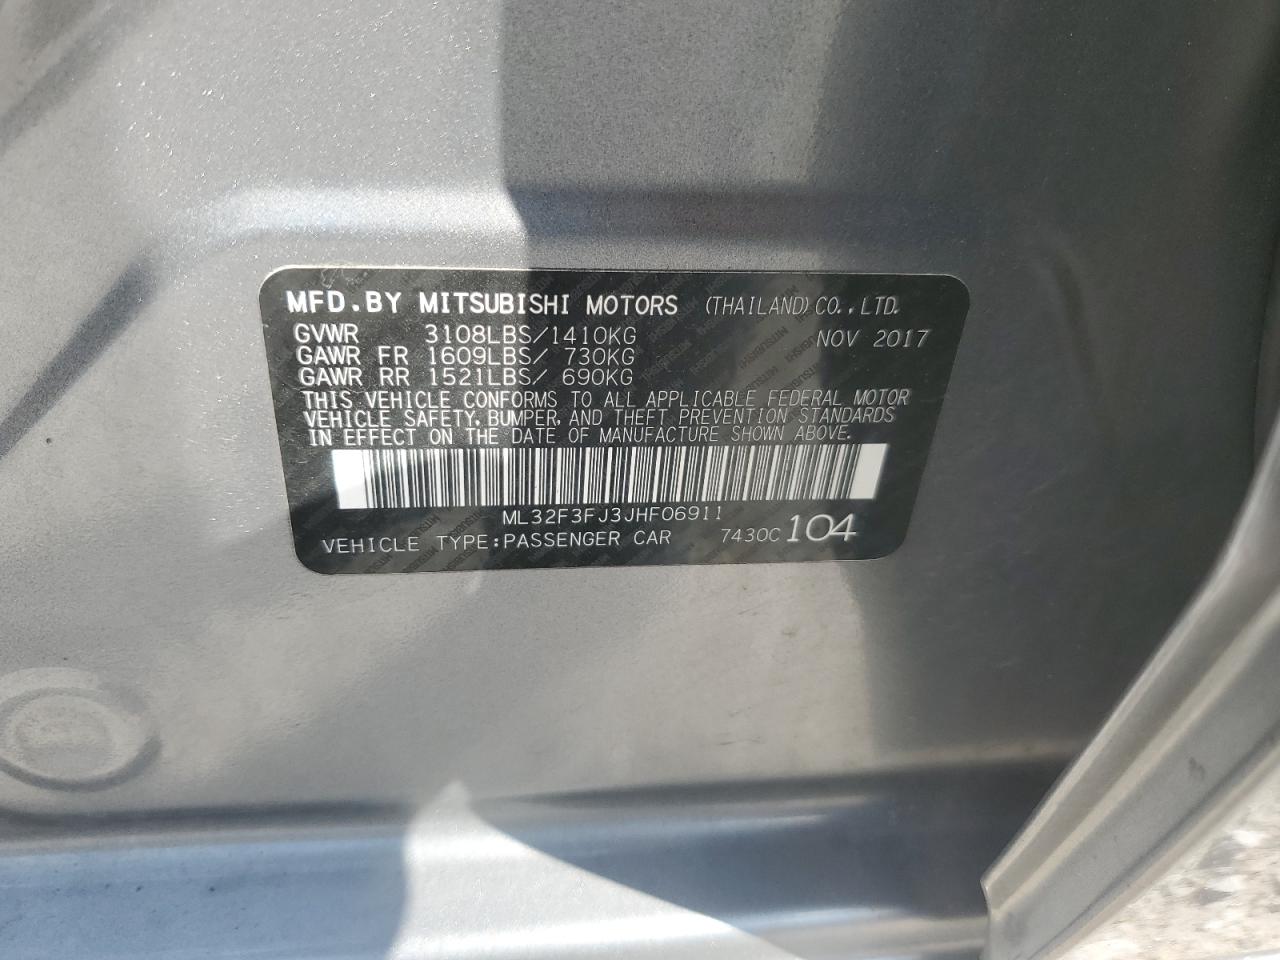 MFD.BY MITSUBISHI MOTORS (THAILAND) CO.,LTD.
GVWR 3108LBS/1410KG NOV 2017
GAWR FR 1609LBS/ 730KG
GAWR RR 1521LBS/ 690KG
THIS VEHICLE CONFORMS TO ALL APPLICABLE FEDERAL MOTOR
VEHICLE SAFETY, BUMPER, AND THEFT PREVENTION STANDARDS
IN EFFECT ON THE DATE OF MANUFACTURE SHOWN ABOVE.
ML32F3FJ3JHF06911
VEHICLE TYPE:PASSENGER CAR 7430C 104